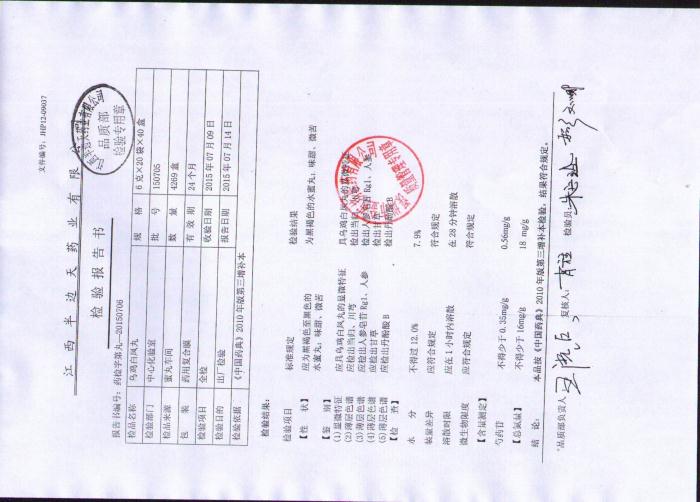 文件编号：JHP12-09037
江西半边天药业有限公司
检验报告书
品质部
检验专用章
报告书编号：药检字第丸—20150706
检品名称 乌鸡白凤丸 规格 6克×20袋×40盒
检验部门 中心化验室 批号 150705
检品来源 蜜丸车间 数量 4269盒
包装 药用复合膜 有效期 24个月
检验项目 全检 收检日期 2015年07月09日
检验目的 出厂检验 报告日期 2015年07月14日
检验依据 《中国药典》2010年版第三增补本
检验结果：
检验项目 标准规定 检验结果
【性状】 应为黑褐色至黑色的水蜜丸；味甜、微苦 为黑褐色的水蜜丸；味甜、微苦
【鉴别】
(1)显微特征 应具乌鸡白凤丸的显微特征 具乌鸡白凤丸的显微特征
(2)薄层色谱 应检出当归、川芎 检出当归、川芎
(3)薄层色谱 应检出人参皂苷Rg1、人参 检出人参皂苷Rg1、人参
(4)薄层色谱 应检出甘草 检出甘草
(5)薄层色谱 应检出丹酚酸B 检出丹酚酸B
【检查】
水分 不得过12.0% 7.9%
装量差异 应符合规定 符合规定
溶散时限 应在1小时内溶散 在28分钟溶散
微生物限度 应符合规定 符合规定
【含量测定】
芍药苷 不得少于0.35mg/g 0.56mg/g
【总氮量】 不得少于16mg/g 18 mg/g
结论： 本品按《中国药典》2010年版第三增补本检验，结果符合规定。
品质部负责人： 复核人： 检验员：